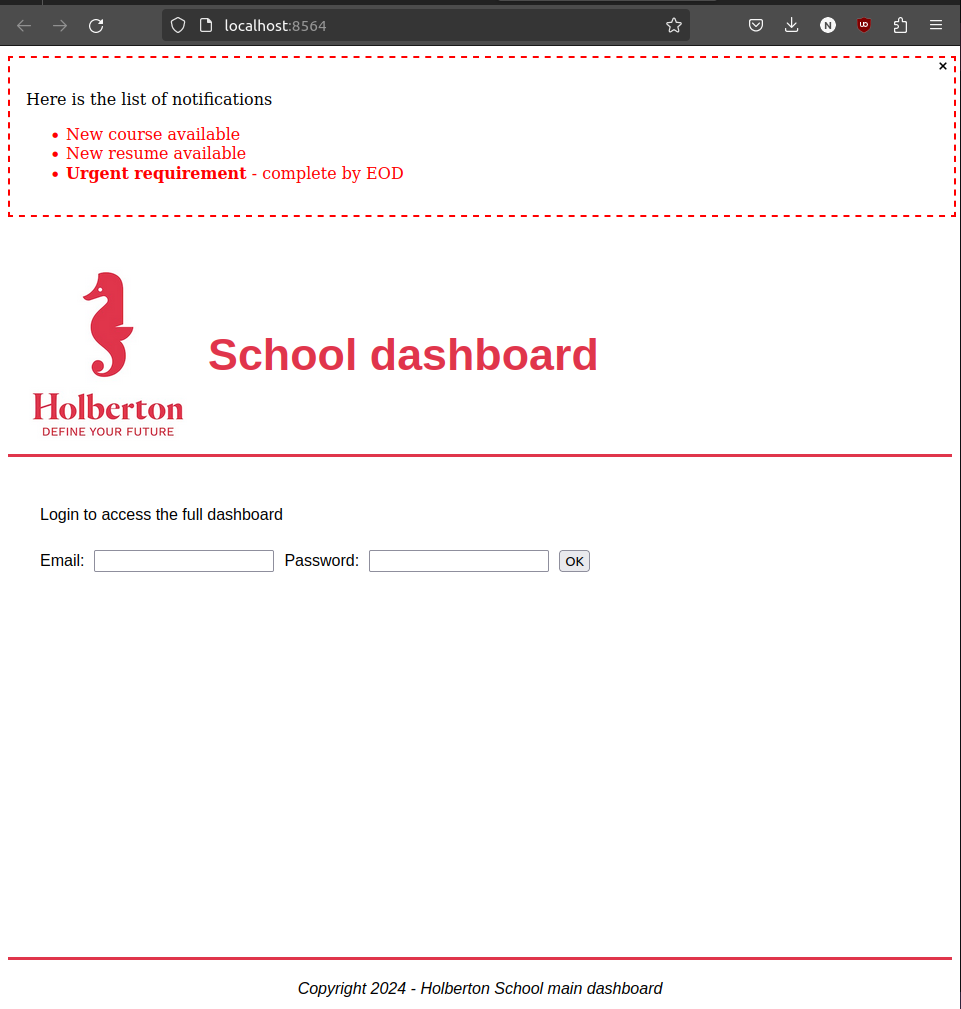 localhost:8564
×
Here is the list of notifications
• New course available
• New resume available
• Urgent requirement - complete by EOD
Holberton
DEFINE YOUR FUTURE
School dashboard
Login to access the full dashboard
Email: Password: OK
Copyright 2024 - Holberton School main dashboard